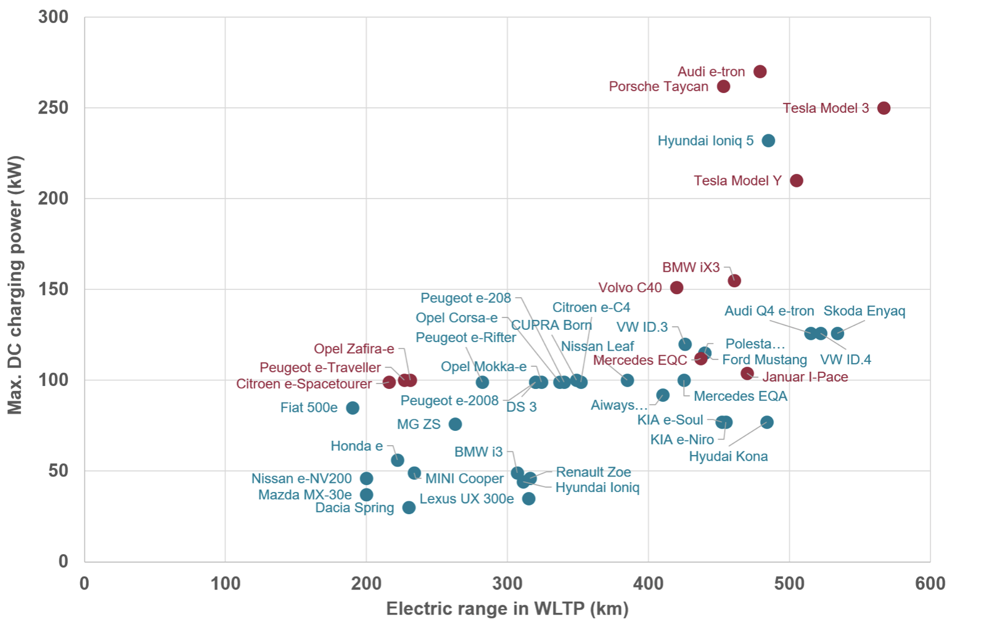 300
Audi e-tron
Porsche Taycan
250
Tesla Model 3
Hyundai Ioniq 5
Tesla Model Y
200
BMW iX3
150
Volvo C40
Peugeot e-208
Citroen e-C4
Audi Q4 e-tron
Skoda Enyaq
Opel Corsa-e
CUPRA Born
VW ID.3
Peugeot e-Rifter
Nissan Leaf
Polesta...
Opel Zafira-e
Mercedes EQC
Ford Mustang
VW ID.4
Peugeot e-Traveller
Opel Mokka-e
100
Januar I-Pace
Citroen e-Spacetourer
Peugeot e-2008
DS 3
Aiways...
Mercedes EQA
Fiat 500e
MG ZS
KIA e-Soul
KIA e-Niro
Hyudai Kona
Honda e
BMW i3
50
Nissan e-NV200
MINI Cooper
Renault Zoe
Hyundai Ioniq
Mazda MX-30e
Lexus UX 300e
Dacia Spring
0
Max. DC charging power (kW)
0 100 200 300 400 500 600
Electric range in WLTP (km)